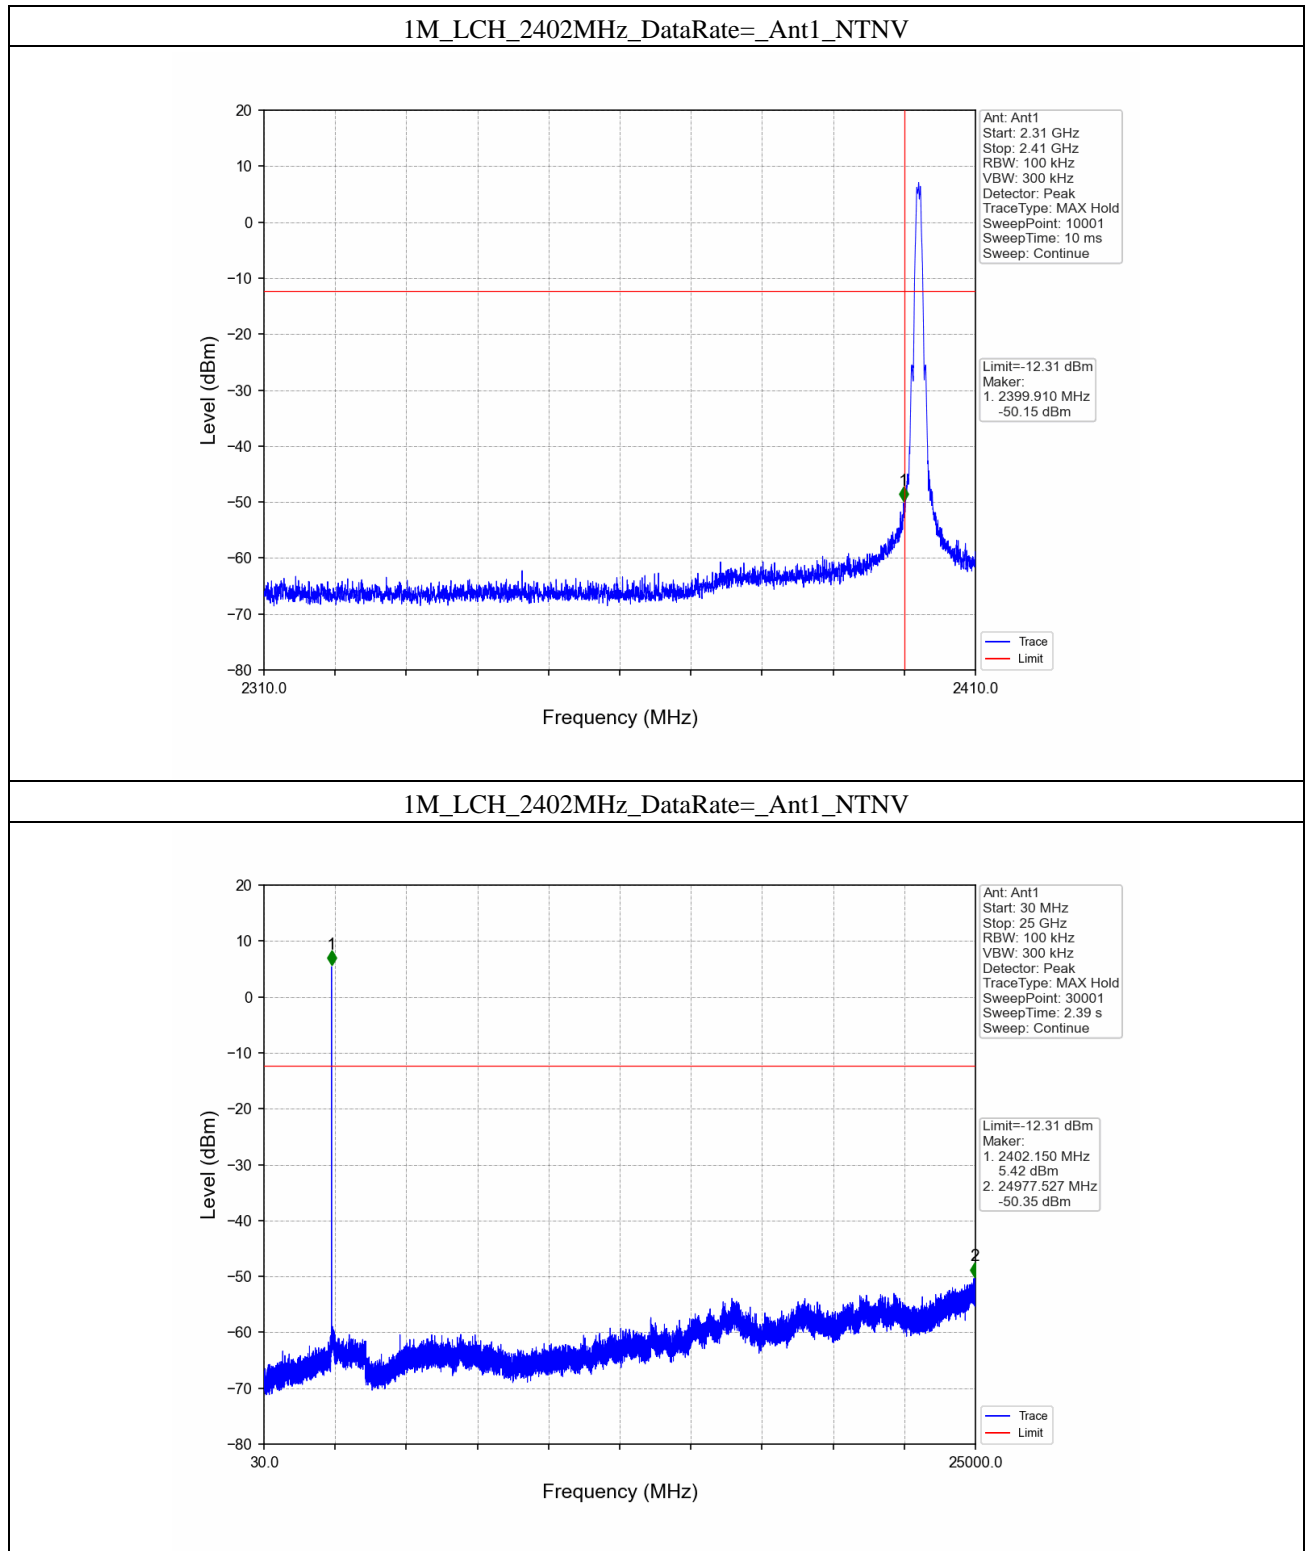 1M_LCH_2402MHz_DataRate=_Ant1_NTNV
20
10
0
−10
−20
−30
−40
−50
−60
−70
−80
Level (dBm)
1
2310.0
2410.0
Frequency (MHz)
Ant: Ant1
Start: 2.31 GHz
Stop: 2.41 GHz
RBW: 100 kHz
VBW: 300 kHz
Detector: Peak
TraceType: MAX Hold
SweepPoint: 10001
SweepTime: 10 ms
Sweep: Continue
Limit=-12.31 dBm
Maker:
1. 2399.910 MHz
-50.15 dBm
Trace
Limit
1M_LCH_2402MHz_DataRate=_Ant1_NTNV
20
10
0
−10
−20
−30
−40
−50
−60
−70
−80
Level (dBm)
1
2
30.0
25000.0
Frequency (MHz)
Ant: Ant1
Start: 30 MHz
Stop: 25 GHz
RBW: 100 kHz
VBW: 300 kHz
Detector: Peak
TraceType: MAX Hold
SweepPoint: 30001
SweepTime: 2.39 s
Sweep: Continue
Limit=-12.31 dBm
Maker:
1. 2402.150 MHz
5.42 dBm
2. 24977.527 MHz
-50.35 dBm
Trace
Limit